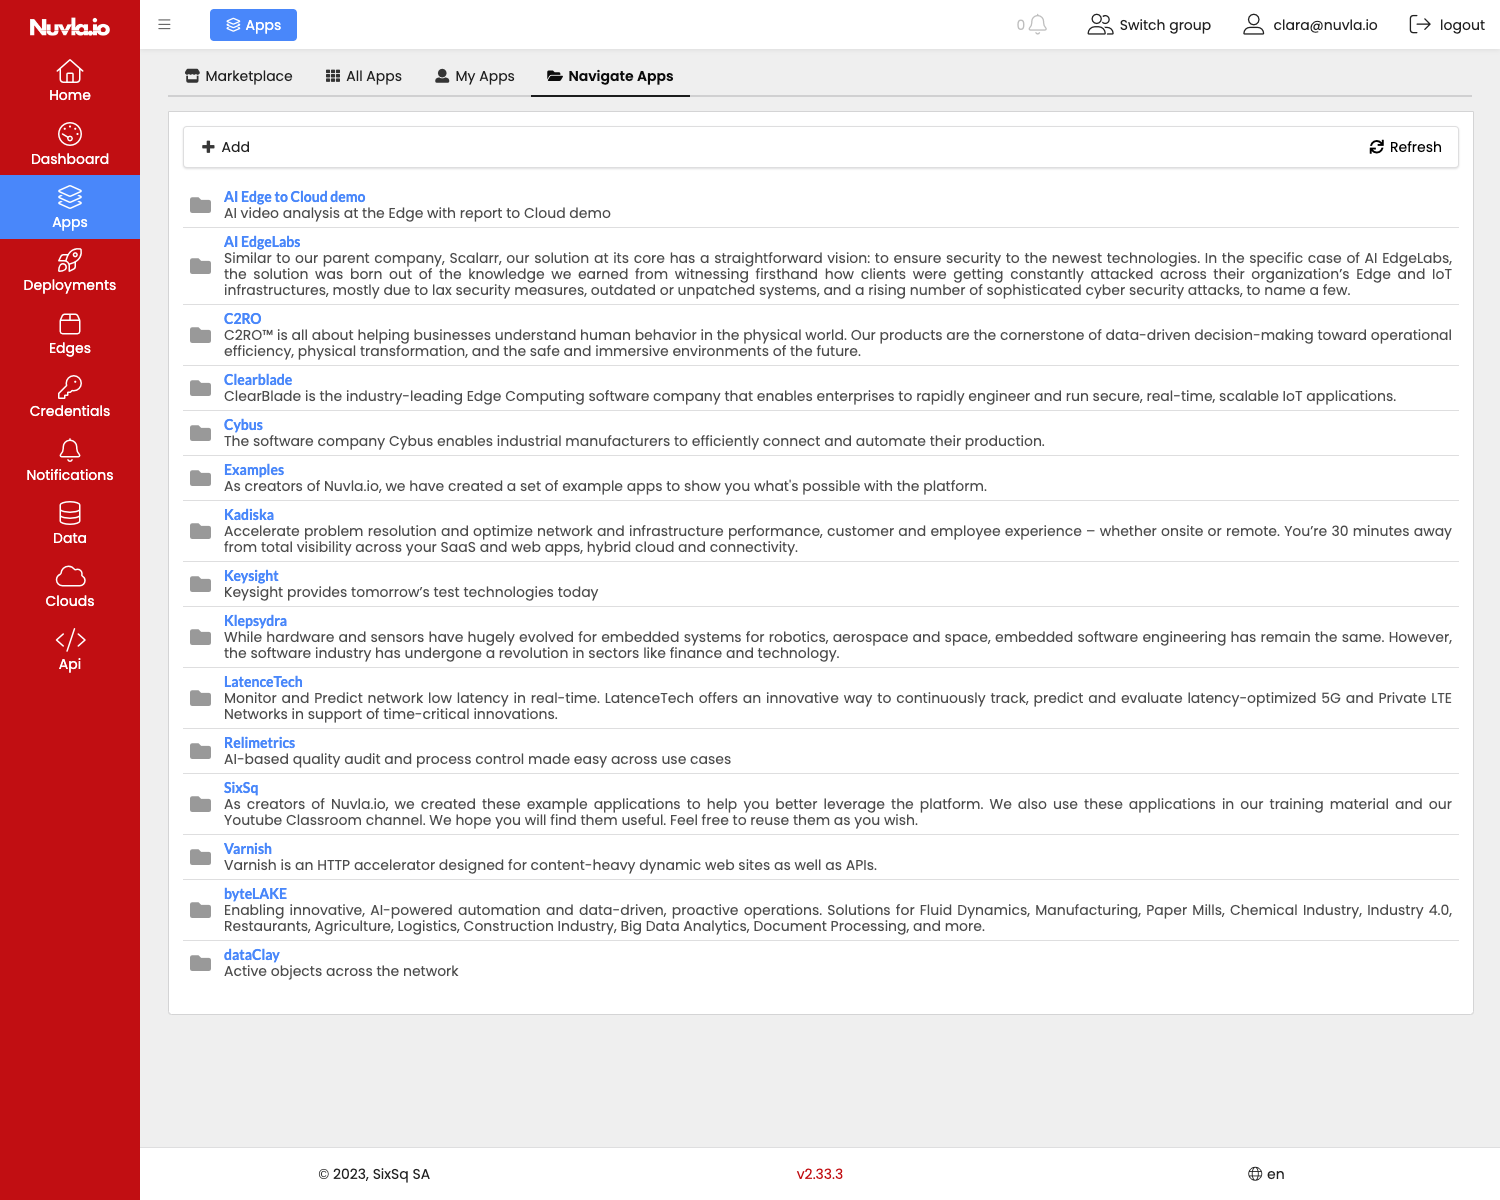 Nuvla.io
Home
Dashboard
Apps
Deployments
Edges
Credentials
Notifications
Data
Clouds
Api
Apps
0
Switch group
clara@nuvla.io
logout
Marketplace
All Apps
My Apps
Navigate Apps
Add
Refresh
AI Edge to Cloud demo
AI video analysis at the Edge with report to Cloud demo
AI EdgeLabs
Similar to our parent company, Scalarr, our solution at its core has a straightforward vision: to ensure security to the newest technologies. In the specific case of AI EdgeLabs,
the solution was born out of the knowledge we earned from witnessing firsthand how clients were getting constantly attacked across their organization’s Edge and IoT
infrastructures, mostly due to lax security measures, outdated or unpatched systems, and a rising number of sophisticated cyber security attacks, to name a few.
C2RO
C2RO™ is all about helping businesses understand human behavior in the physical world. Our products are the cornerstone of data-driven decision-making toward operational
efficiency, physical transformation, and the safe and immersive environments of the future.
Clearblade
ClearBlade is the industry-leading Edge Computing software company that enables enterprises to rapidly engineer and run secure, real-time, scalable IoT applications.
Cybus
The software company Cybus enables industrial manufacturers to efficiently connect and automate their production.
Examples
As creators of Nuvla.io, we have created a set of example apps to show you what's possible with the platform.
Kadiska
Accelerate problem resolution and optimize network and infrastructure performance, customer and employee experience – whether onsite or remote. You’re 30 minutes away
from total visibility across your SaaS and web apps, hybrid cloud and connectivity.
Keysight
Keysight provides tomorrow’s test technologies today
Klepsydra
While hardware and sensors have hugely evolved for embedded systems for robotics, aerospace and space, embedded software engineering has remain the same. However,
the software industry has undergone a revolution in sectors like finance and technology.
LatenceTech
Monitor and Predict network low latency in real-time. LatenceTech offers an innovative way to continuously track, predict and evaluate latency-optimized 5G and Private LTE
Networks in support of time-critical innovations.
Relimetrics
AI-based quality audit and process control made easy across use cases
SixSq
As creators of Nuvla.io, we created these example applications to help you better leverage the platform. We also use these applications in our training material and our
Youtube Classroom channel. We hope you will find them useful. Feel free to reuse them as you wish.
Varnish
Varnish is an HTTP accelerator designed for content-heavy dynamic web sites as well as APIs.
byteLAKE
Enabling innovative, AI-powered automation and data-driven, proactive operations. Solutions for Fluid Dynamics, Manufacturing, Paper Mills, Chemical Industry, Industry 4.0,
Restaurants, Agriculture, Logistics, Construction Industry, Big Data Analytics, Document Processing, and more.
dataClay
Active objects across the network
© 2023, SixSq SA
v2.33.3
en